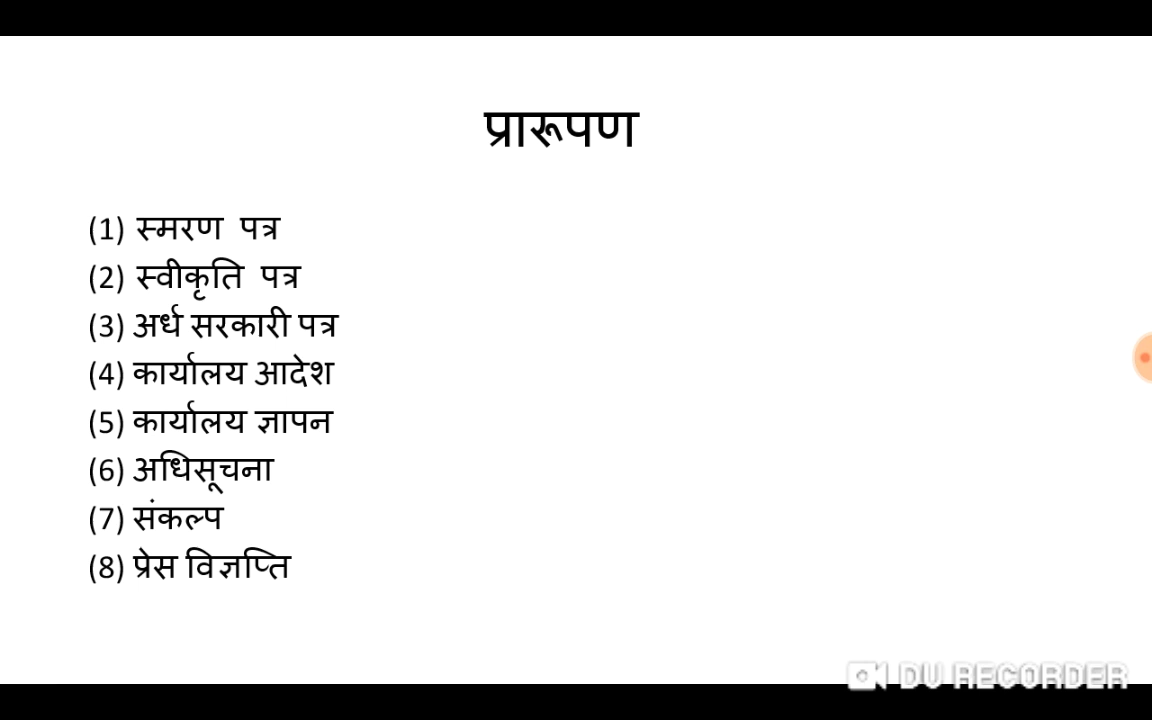 प्रारूपण
(1) स्मरण पत्र
(2) स्वीकृति पत्र
(3) अर्ध सरकारी पत्र
(4) कार्यालय आदेश
(5) कार्यालय ज्ञापन
(6) अधिसूचना
(7) संकल्प
(8) प्रेस विज्ञप्ति
DU RECORDER